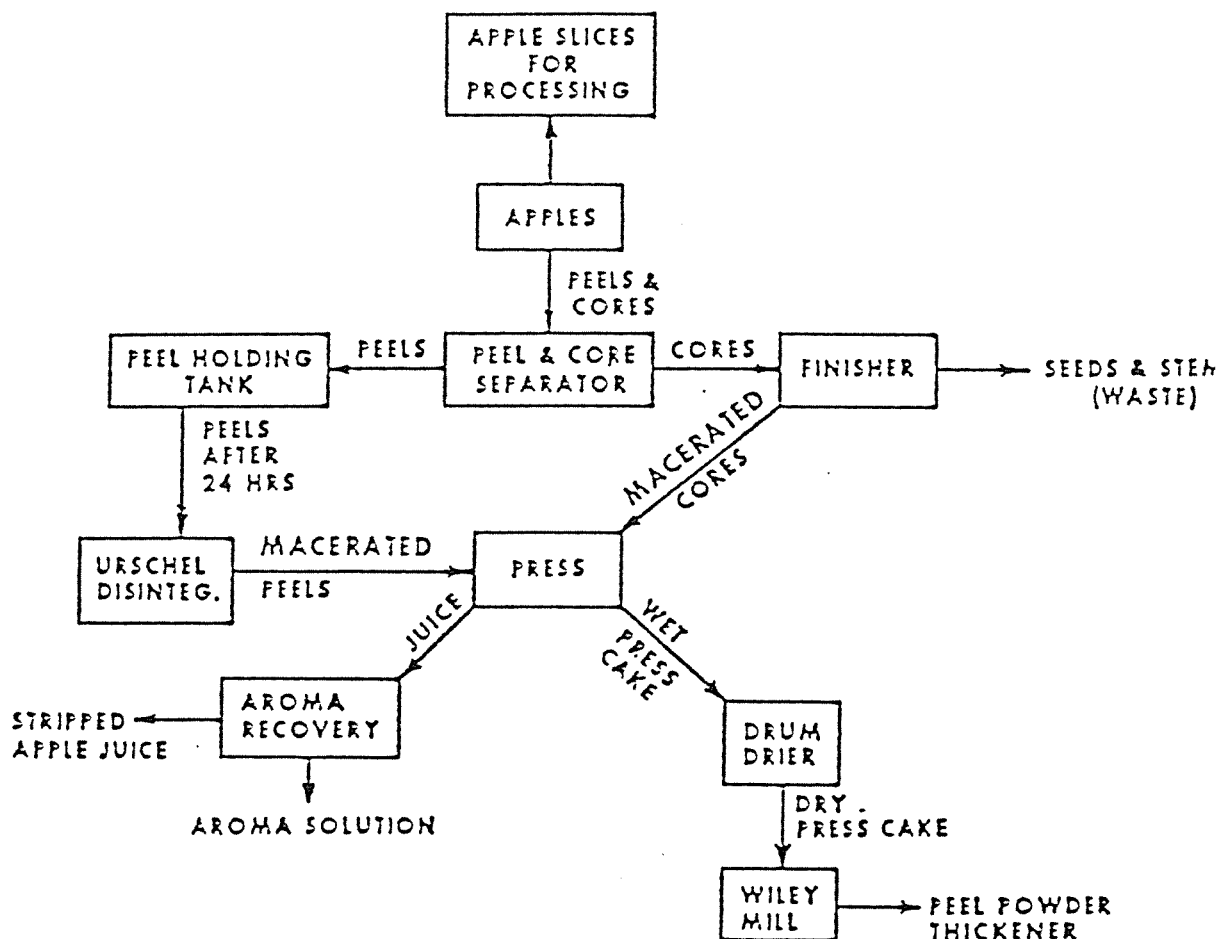 APPLE SLICES
FOR
PROCESSING
APPLES
PEELS &
CORES
PEEL HOLDING
TANK
PEELS
PEEL & CORE
SEPARATOR
CORES
FINISHER
SEEDS & STEM
(WASTE)
PEELS
AFTER
24 HRS
MACERATED
CORES
URSCHEL
DISINTEG.
MACERATED
PEELS
PRESS
JUICE
WET
PRESS
CAKE
AROMA
RECOVERY
STRIPPED
APPLE JUICE
AROMA SOLUTION
DRUM
DRIER
DRY
PRESS CAKE
WILEY
MILL
PEEL POWDER
THICKENER